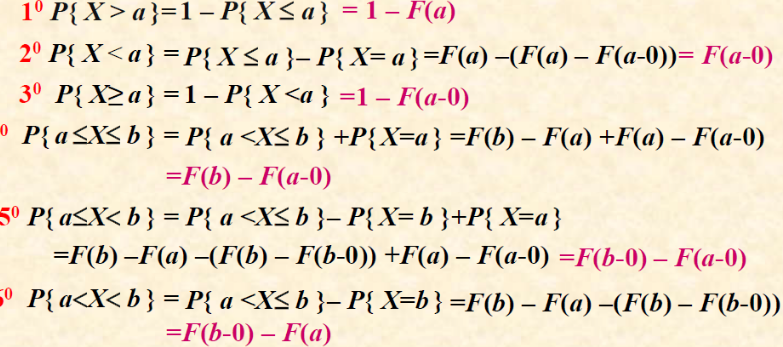 1⁰ P{ X > a }=1 – P{ X ≤ a } = 1 – F(a)
2⁰ P{ X < a } = P{ X ≤ a }– P{ X= a }=F(a) –(F(a) – F(a-0))= F(a-0)
3⁰ P{ X≥ a } = 1 – P{ X <a } =1 – F(a-0)
⁰ P{ a ≤X≤ b } = P{ a <X≤ b } +P{X=a} =F(b) – F(a) +F(a) – F(a-0)
=F(b) – F(a-0)
5⁰ P{ a≤X< b } = P{ a <X≤ b }– P{ X= b }+P{ X=a}
=F(b) –F(a) –(F(b) – F(b-0)) +F(a) – F(a-0) =F(b-0) – F(a-0)
6⁰ P{ a<X< b } = P{ a <X≤ b }– P{ X=b} =F(b) – F(a) –(F(b) – F(b-0))
=F(b-0) – F(a)